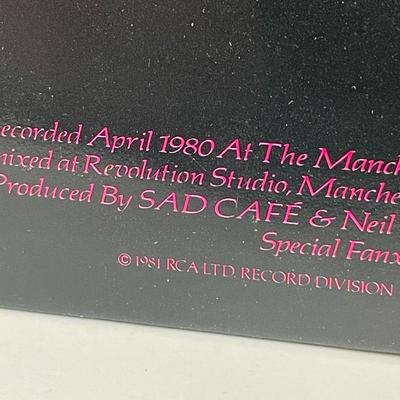 ecorded April 1980 At The Manch
mixed at Revolution Studio, Manche
Produced By SAD CAFÉ & Neil
Special Fanx
© 1981 RCA LTD. RECORD DIVISION